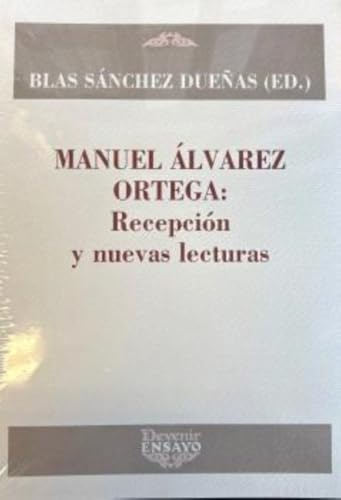 BLAS SÁNCHEZ DUEÑAS (ED.)
MANUEL ÁLVAREZ
ORTEGA:
Recepción
y nuevas lecturas
Devenir
ENSAYO